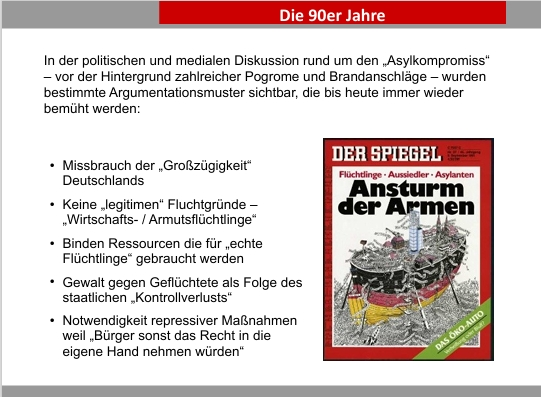 Die 90er Jahre
In der politischen und medialen Diskussion rund um den „Asylkompromiss“
– vor der Hintergrund zahlreicher Pogrome und Brandanschläge – wurden
bestimmte Argumentationsmuster sichtbar, die bis heute immer wieder
bemüht werden:
• Missbrauch der „Großzügigkeit“
Deutschlands
• Keine „legitimen“ Fluchtgründe –
„Wirtschafts- / Armutsflüchtlinge“
• Binden Ressourcen die für „echte
Flüchtlinge“ gebraucht werden
• Gewalt gegen Geflüchtete als Folge des
staatlichen „Kontrollverlusts“
• Notwendigkeit repressiver Maßnahmen
weil „Bürger sonst das Recht in die
eigene Hand nehmen würden“
DER SPIEGEL
Flüchtlinge · Aussiedler · Asylanten
Ansturm
der Armen
DAS ÖKO-AUTO